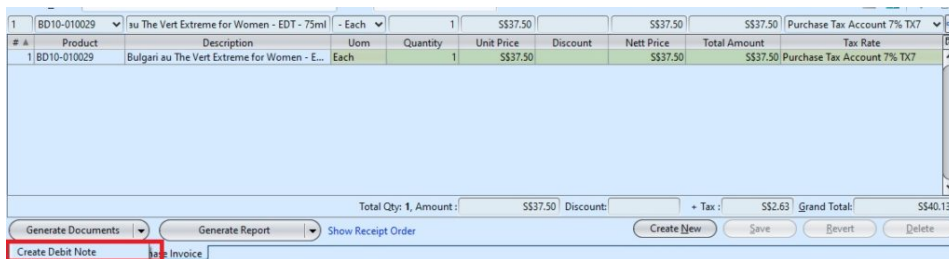 1 BD10-010029 au The Vert Extreme for Women - EDT - 75ml - Each 1 S$37.50 S$37.50 S$37.50 Purchase Tax Account 7% TX7
# Product Description Uom Quantity Unit Price Discount Nett Price Total Amount Tax Rate
1 BD10-010029 Bulgari au The Vert Extreme for Women - E... Each 1 S$37.50 S$37.50 S$37.50 Purchase Tax Account 7% TX7
Total Qty: 1, Amount : S$37.50 Discount: + Tax : S$2.63 Grand Total: S$40.13
Generate Documents Generate Report Show Receipt Order Create New Save Revert Delete
Create Debit Note hase Invoice